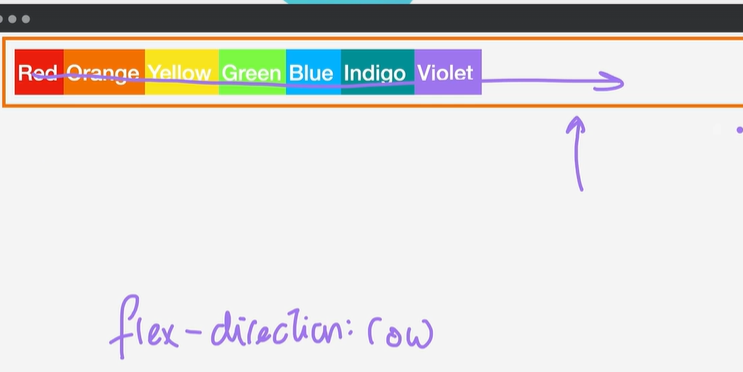 Red Orange Yellow Green Blue Indigo Violet
flex-direction: row